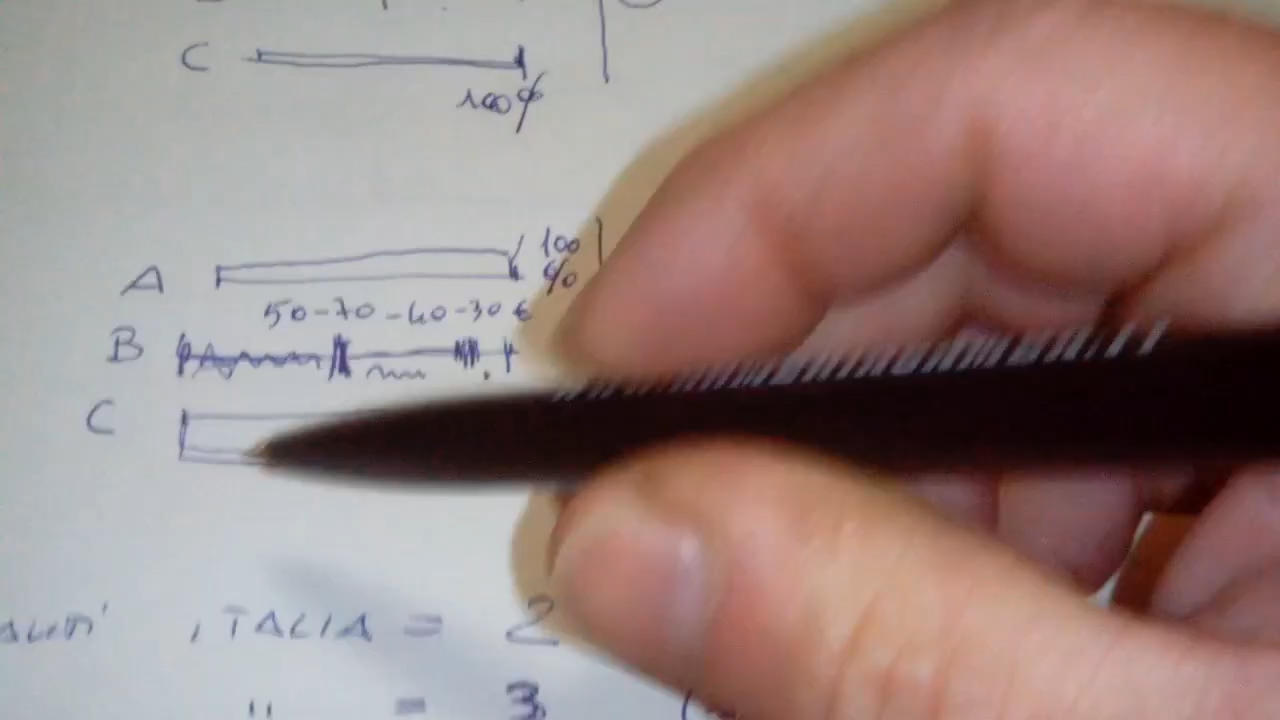 C
100%
A 100
%
50-70-40-30 €
B
C
ITALIA = 2
" = 3